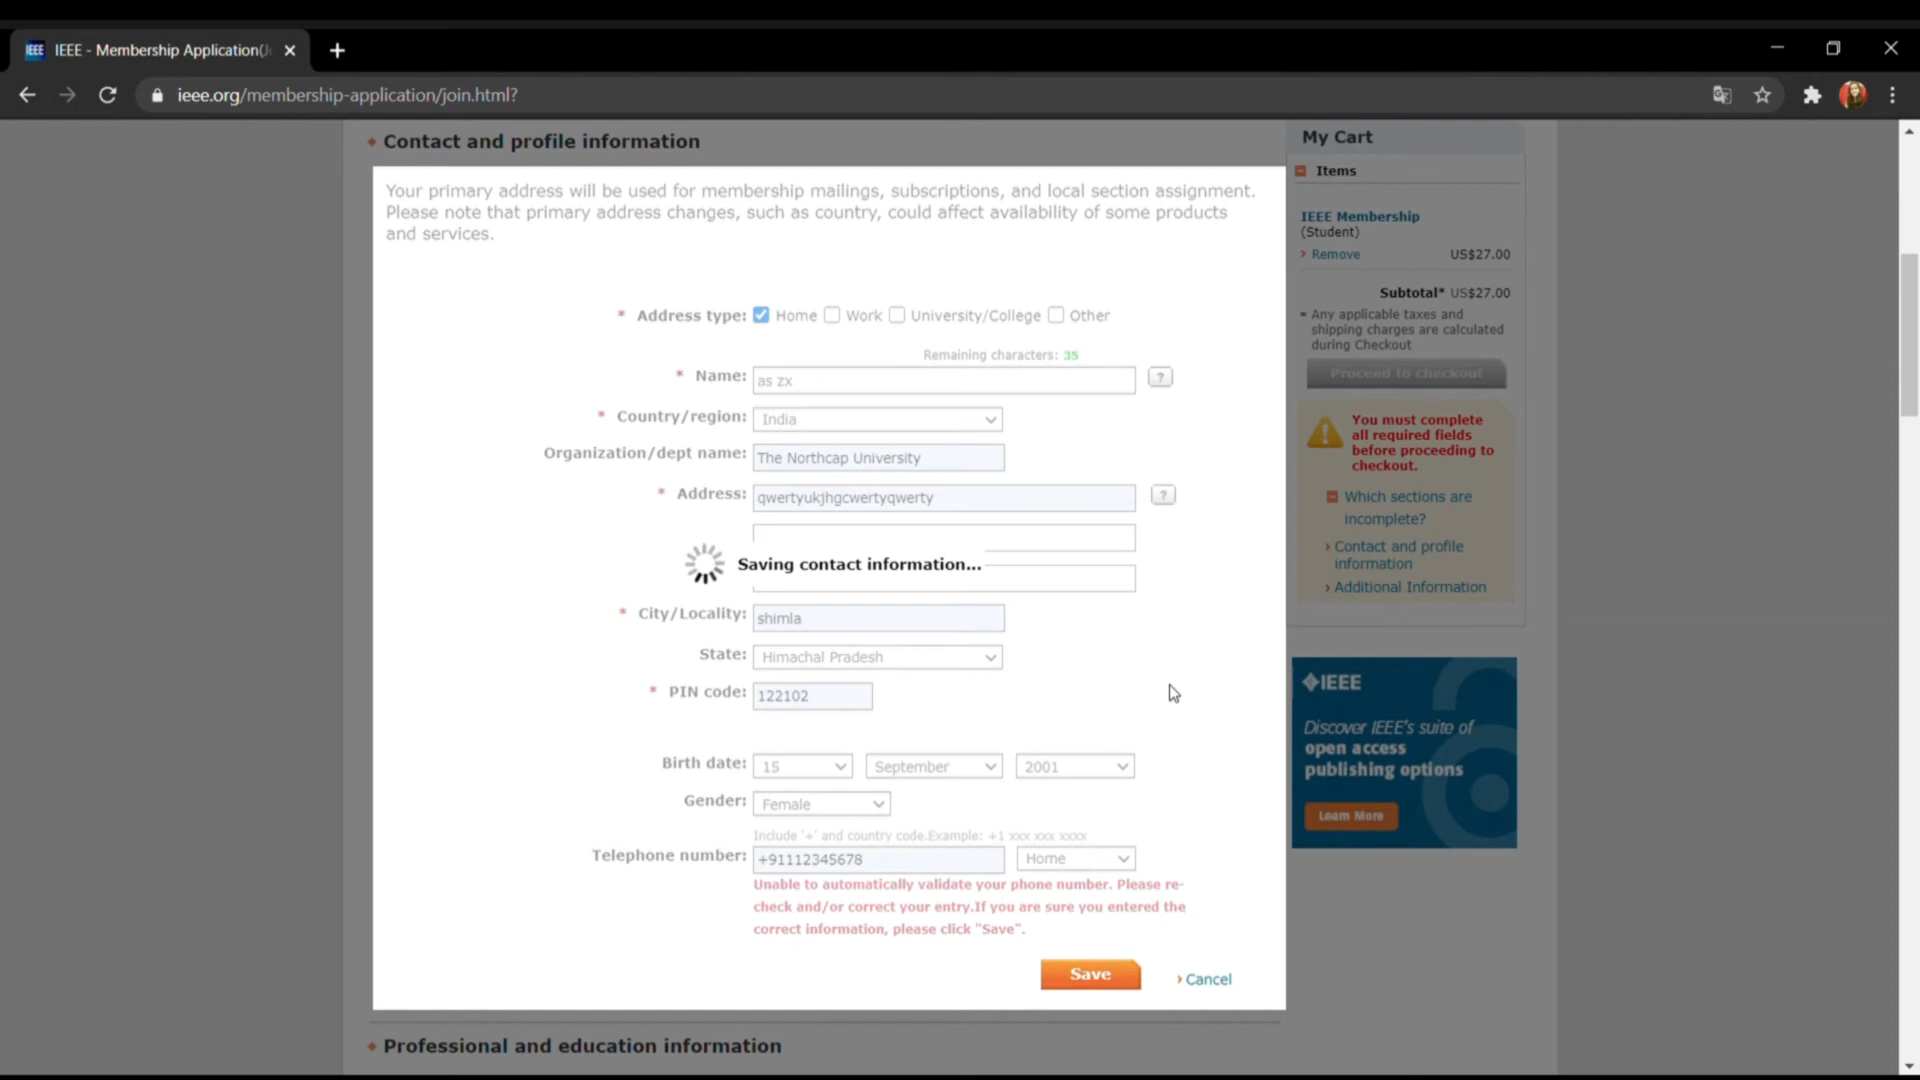 IEEE IEEE - Membership Application(J
ieee.org/membership-application/join.html?
Contact and profile information
Your primary address will be used for membership mailings, subscriptions, and local section assignment.
Please note that primary address changes, such as country, could affect availability of some products
and services.
* Address type: Home Work University/College Other
Remaining characters: 35
* Name: as zx ?
* Country/region: India
Organization/dept name: The Northcap University
* Address: qwertyukjhgcwertyqwerty ?
Saving contact information...
* City/Locality: shimla
State: Himachal Pradesh
* PIN code: 122102
Birth date: 15 September 2001
Gender: Female
Include '+' and country code.Example: +1 xxx xxx xxxx
Telephone number: +91112345678 Home
Unable to automatically validate your phone number. Please re-
check and/or correct your entry.If you are sure you entered the
correct information, please click "Save".
Save Cancel
Professional and education information
My Cart
Items
IEEE Membership
(Student)
Remove US$27.00
Subtotal* US$27.00
Any applicable taxes and
shipping charges are calculated
during Checkout
Proceed to checkout
You must complete
all required fields
before proceeding to
checkout.
Which sections are
incomplete?
Contact and profile
information
Additional Information
IEEE
Discover IEEE's suite of
open access
publishing options
Learn More